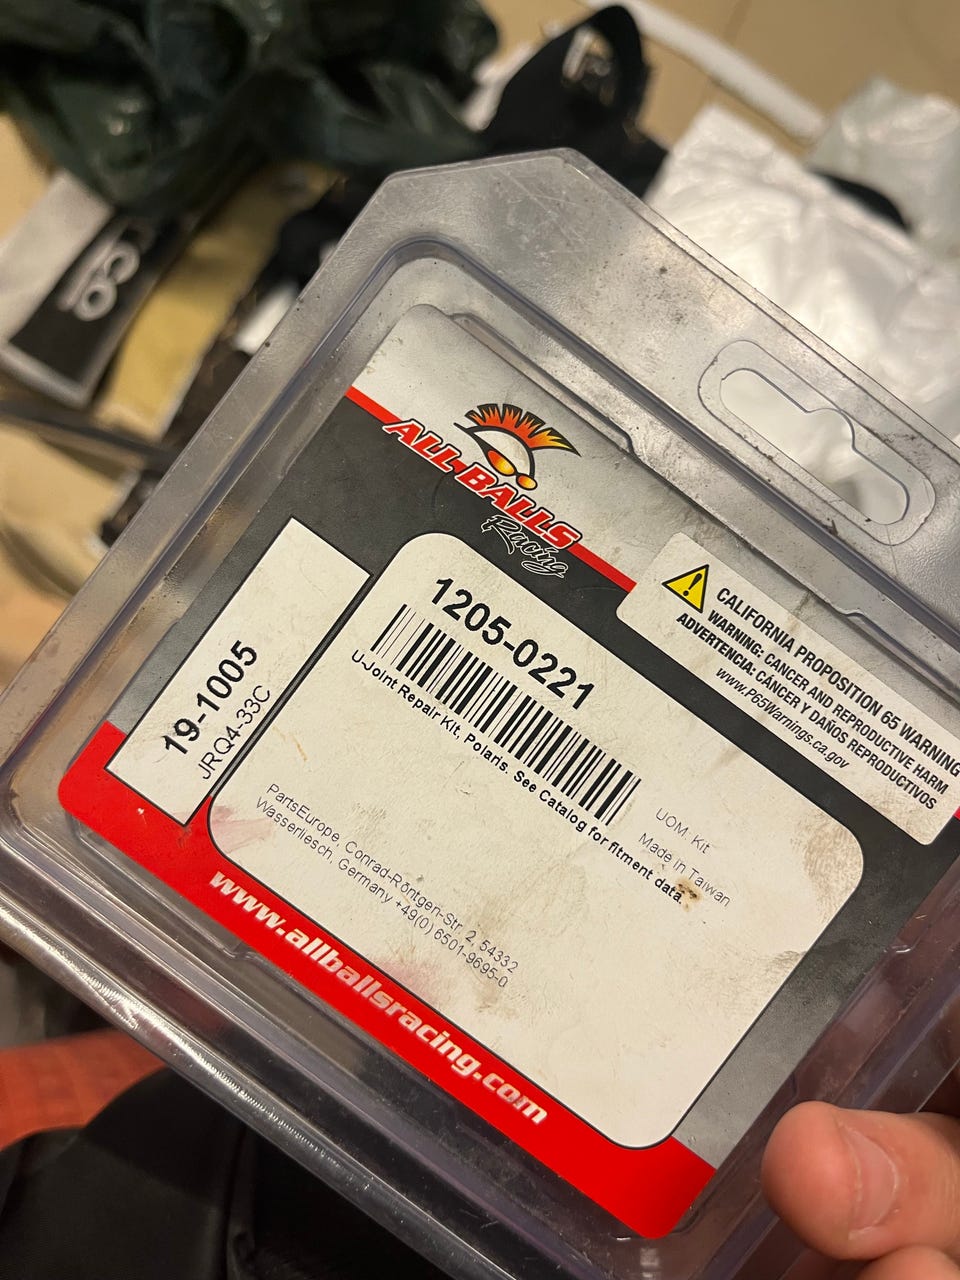 ALL BALLS
Racing
CALIFORNIA PROPOSITION 65 WARNING
WARNING: CANCER AND REPRODUCTIVE HARM
ADVERTENCIA: CÁNCER Y DAÑOS REPRODUCTIVOS
www.P65Warnings.ca.gov
19-1005
JRQ4-33C
1205-0221
U-Joint Repair Kit, Polaris. See Catalog for fitment data.
UOM: Kit
Made in Taiwan
PartsEurope, Conrad-Röntgen-Str. 2, 54332
Wasserliesch, Germany +49(0) 6501-9695-0
www.allballsracing.com